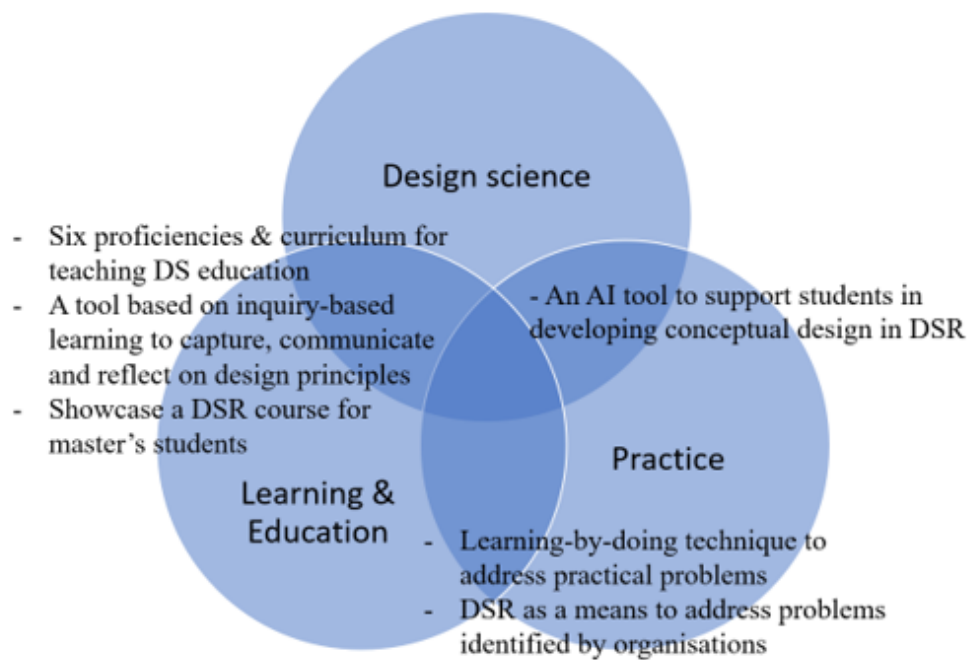 Design science
- Six proficiencies & curriculum for
teaching DS education
- A tool based on inquiry-based
learning to capture, communicate
and reflect on design principles
- Showcase a DSR course for
master's students
- An AI tool to support students in
developing conceptual design in DSR
Learning &
Education
Practice
- Learning-by-doing technique to
address practical problems
- DSR as a means to address problems
identified by organisations